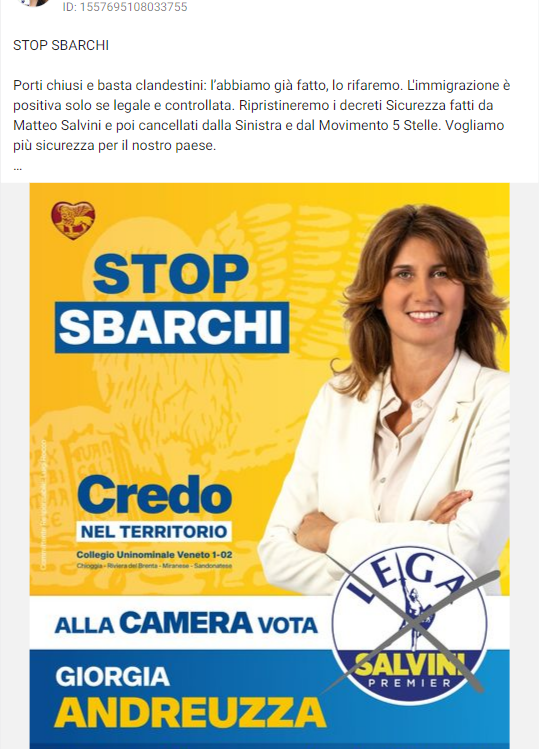 ID: 1557695108033755
STOP SBARCHI
Porti chiusi e basta clandestini: l'abbiamo già fatto, lo rifaremo. L'immigrazione è
positiva solo se legale e controllata. Ripristineremo i decreti Sicurezza fatti da
Matteo Salvini e poi cancellati dalla Sinistra e dal Movimento 5 Stelle. Vogliamo
più sicurezza per il nostro paese.
...
STOP
SBARCHI
Credo
NEL TERRITORIO
Collegio Uninominale Veneto 1-02
Chioggia - Riviera del Brenta - Miranese - Sandonatese
LEGA
SALVINI
PREMIER
ALLA CAMERA VOTA
GIORGIA
ANDREUZZA